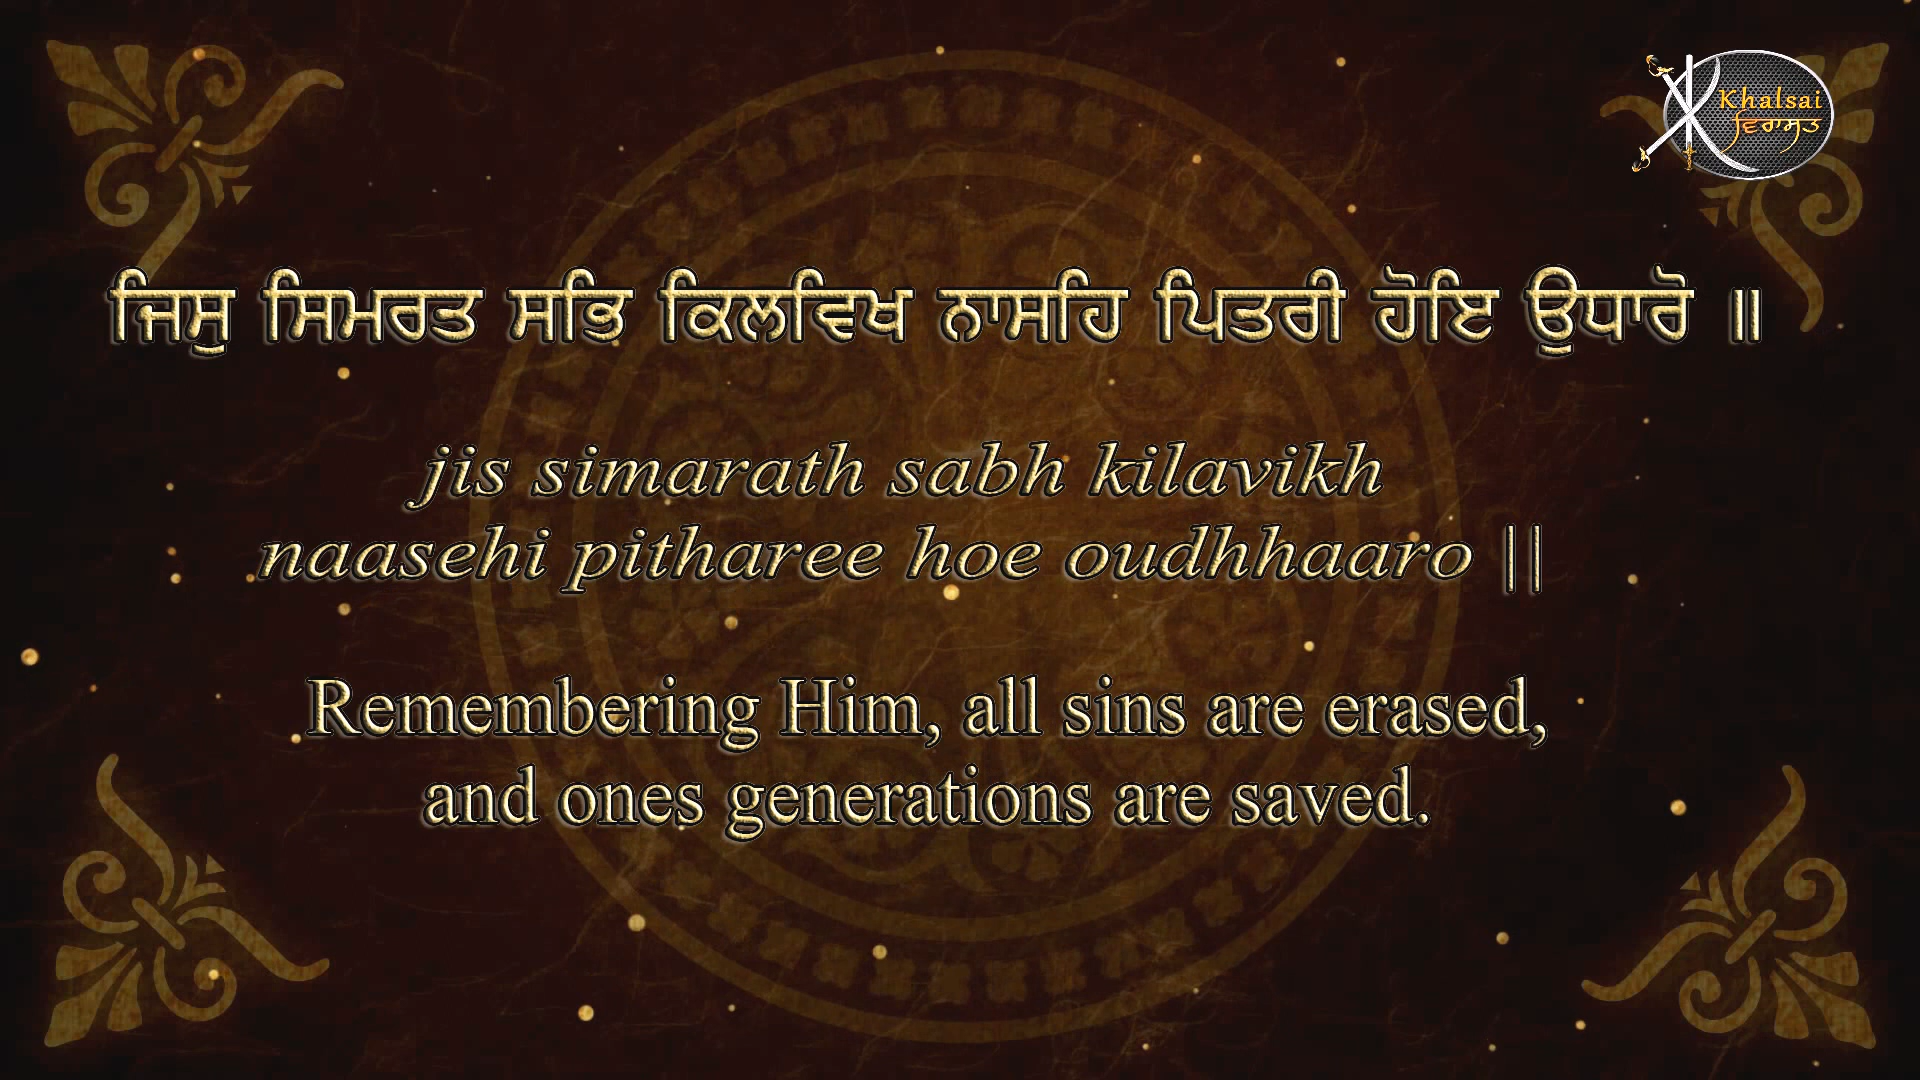 Khalsai
ਵਿਰਾਸਤ
ਜਿਸੁ ਸਿਮਰਤ ਸਭਿ ਕਿਲਵਿਖ ਨਾਸਹਿ ਪਿਤਰੀ ਹੋਇ ਉਧਾਰੋ ॥
jis simarath sabh kilavikh
naasehi pitharee hoe oudhhaaro ||
Remembering Him, all sins are erased,
and ones generations are saved.